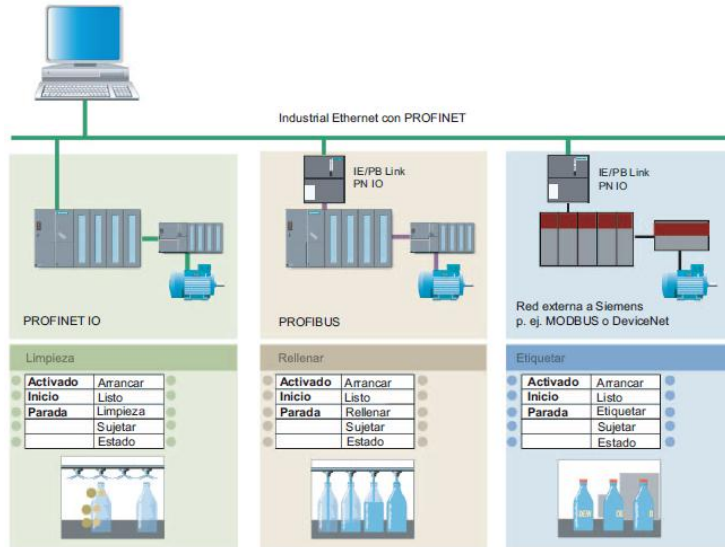 Industrial Ethernet con PROFINET
IE/PB Link
PN IO
IE/PB Link
PN IO
PROFINET IO
PROFIBUS
Red externa a Siemens
p. ej. MODBUS o DeviceNet
Limpieza
Activado Arrancar
Inicio Listo
Parada Limpieza
Sujetar
Estado
Rellenar
Activado Arrancar
Inicio Listo
Parada Rellenar
Sujetar
Estado
Etiquetar
Activado Arrancar
Inicio Listo
Parada Etiquetar
Sujetar
Estado